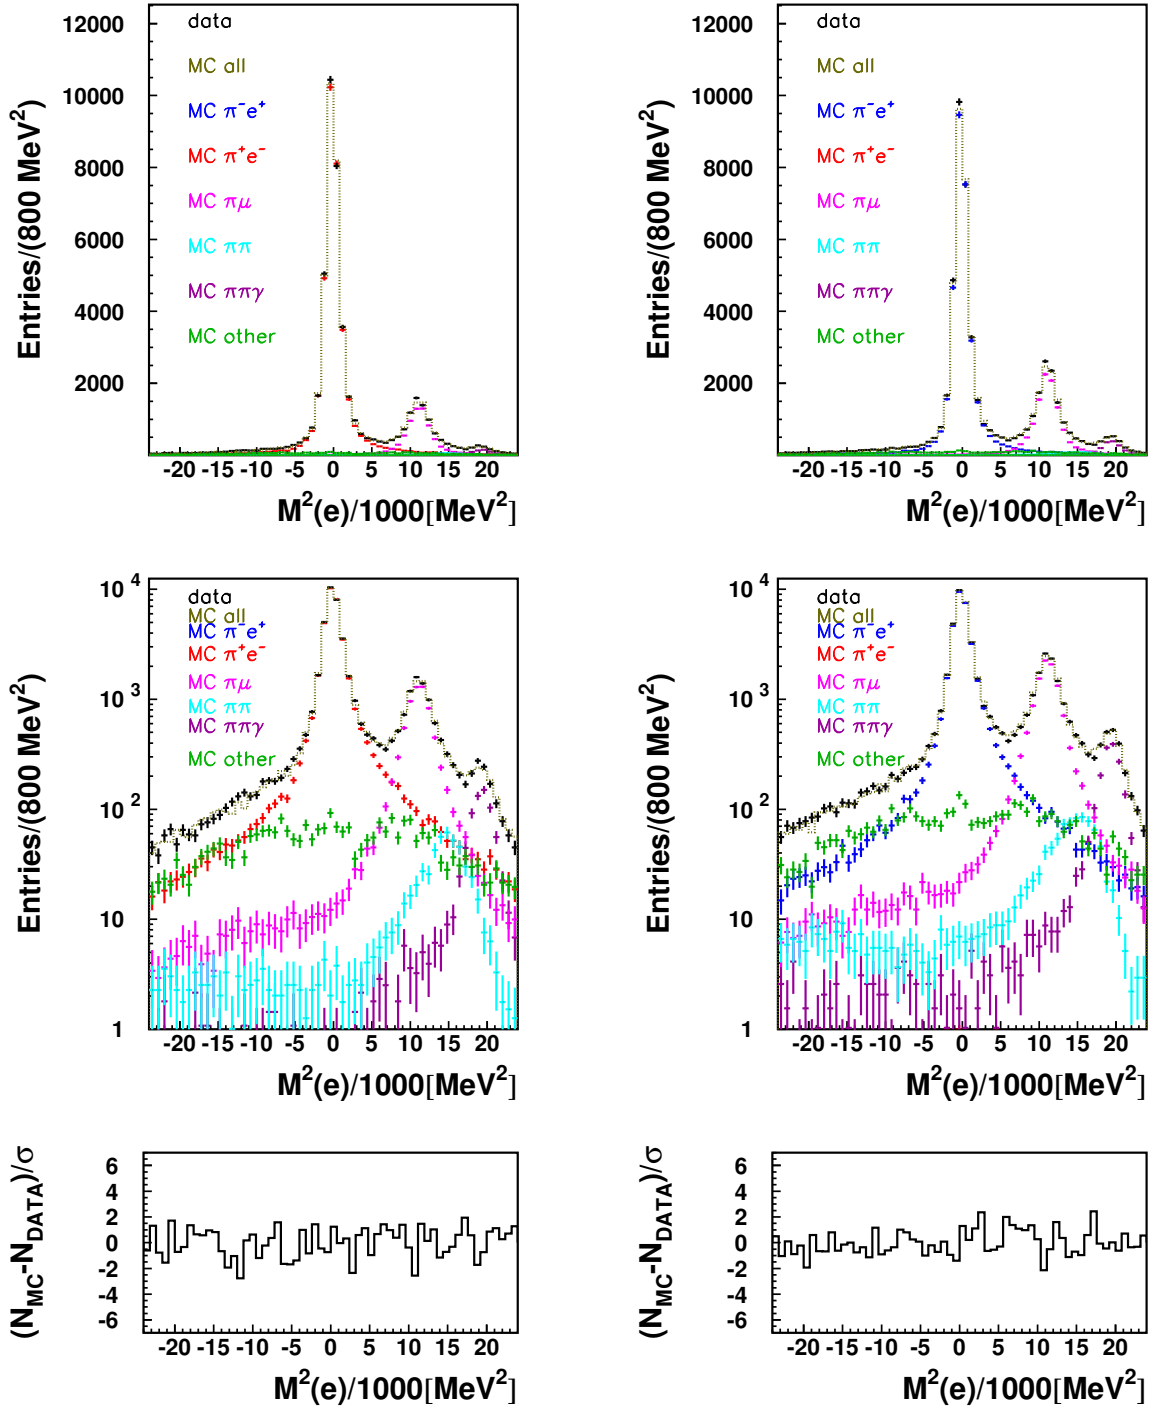 12000
10000
8000
6000
4000
2000
Entries/(800 MeV²)
data
MC all
MC π⁻e⁺
MC π⁺e⁻
MC πμ
MC ππ
MC ππγ
MC other
-20 -15 -10 -5 0 5 10 15 20
M²(e)/1000[MeV²]
12000
10000
8000
6000
4000
2000
Entries/(800 MeV²)
data
MC all
MC π⁻e⁺
MC π⁺e⁻
MC πμ
MC ππ
MC ππγ
MC other
-20 -15 -10 -5 0 5 10 15 20
M²(e)/1000[MeV²]
10⁴
10³
10²
10
1
Entries/(800 MeV²)
data
MC all
MC π⁻e⁺
MC π⁺e⁻
MC πμ
MC ππ
MC ππγ
MC other
-20 -15 -10 -5 0 5 10 15 20
M²(e)/1000[MeV²]
10⁴
10³
10²
10
1
Entries/(800 MeV²)
data
MC all
MC π⁻e⁺
MC π⁺e⁻
MC πμ
MC ππ
MC ππγ
MC other
-20 -15 -10 -5 0 5 10 15 20
M²(e)/1000[MeV²]
6
4
2
0
-2
-4
-6
(N_MC-N_DATA)/σ
-20 -15 -10 -5 0 5 10 15 20
M²(e)/1000[MeV²]
6
4
2
0
-2
-4
-6
(N_MC-N_DATA)/σ
-20 -15 -10 -5 0 5 10 15 20
M²(e)/1000[MeV²]